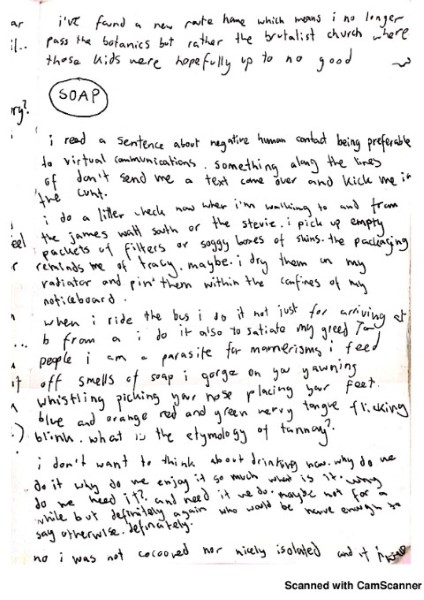 i've found a new route home which means i no longer
pass the botanics but rather the brutalist church where
those kids were hopefully up to no good
SOAP
i read a sentence about negative human contact being preferable
to virtual communications. something along the lines
of don't send me a text come over and kick me in
the cunt.
i do a litter check now when i'm walking to and from
the james watt south or the stevie. i pick up empty
packets of filters or soggy boxes of skins. the packaging
reminds me of tracy. maybe. i dry them on my
radiator and pin them within the confines of my
noticeboard.
when i ride the bus i do it not just for arriving at
b from a i do it also to satiate my greed for
people i am a parasite for mannerisms i feed
off smells of soap i gorge on you yawning
whistling picking your nose placing your feet.
blue and orange red and green nervy tongue flicking
blink. what is the etymology of tannoy?.
i don't want to think about drinking now. why do we
do it why do we enjoy it so much what is it. why
do we need it?. and need it we do. maybe not for a
while but definitely again who would be naive enough to
say otherwise. definately.
no i was not cocooned nor nicely isolated and it
Scanned with CamScanner